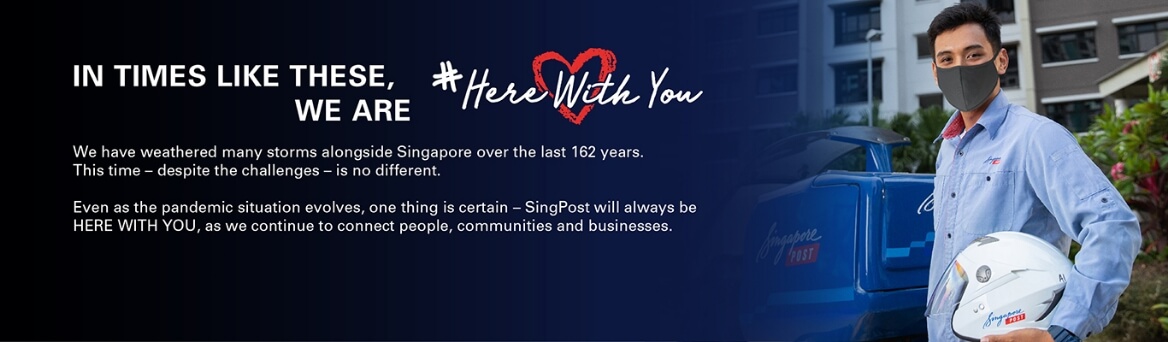 IN TIMES LIKE THESE,
WE ARE
#Here With You
We have weathered many storms alongside Singapore over the last 162 years.
This time – despite the challenges – is no different.
Even as the pandemic situation evolves, one thing is certain – SingPost will always be
HERE WITH YOU, as we continue to connect people, communities and businesses.
Singapore
POST
Singapore
POST